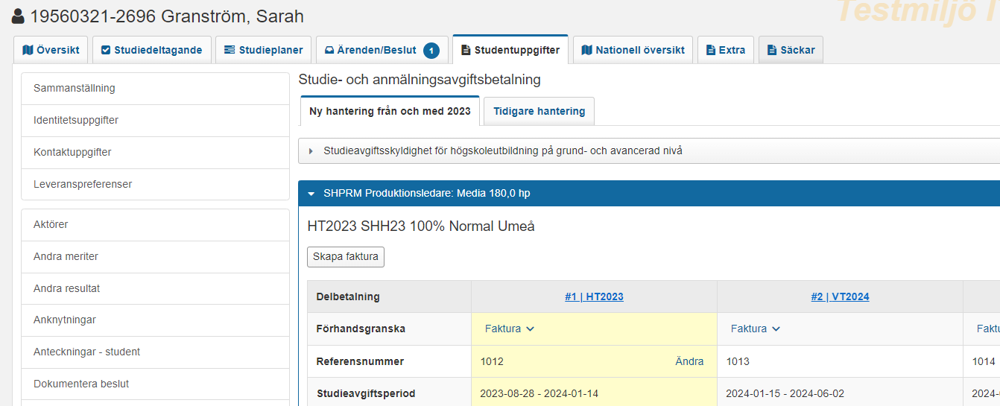 19560321-2696 Granström, Sarah
Testmiljö
Översikt Studiedeltagande Studieplaner Ärenden/Beslut 1 Studentuppgifter Nationell översikt Extra Säckar
Sammanställning
Identitetsuppgifter
Kontaktuppgifter
Leveranspreferenser
Aktörer
Andra meriter
Andra resultat
Anknytningar
Anteckningar - student
Dokumentera beslut
Studie- och anmälningsavgiftsbetalning
Ny hantering från och med 2023 Tidigare hantering
Studieavgiftsskyldighet för högskoleutbildning på grund- och avancerad nivå
SHPRM Produktionsledare: Media 180,0 hp
HT2023 SHH23 100% Normal Umeå
Skapa faktura
Delbetalning #1 | HT2023 #2 | VT2024
Förhandsgranska Faktura Faktura
Referensnummer 1012 Ändra 1013 1014
Studieavgiftsperiod 2023-08-28 - 2024-01-14 2024-01-15 - 2024-06-02